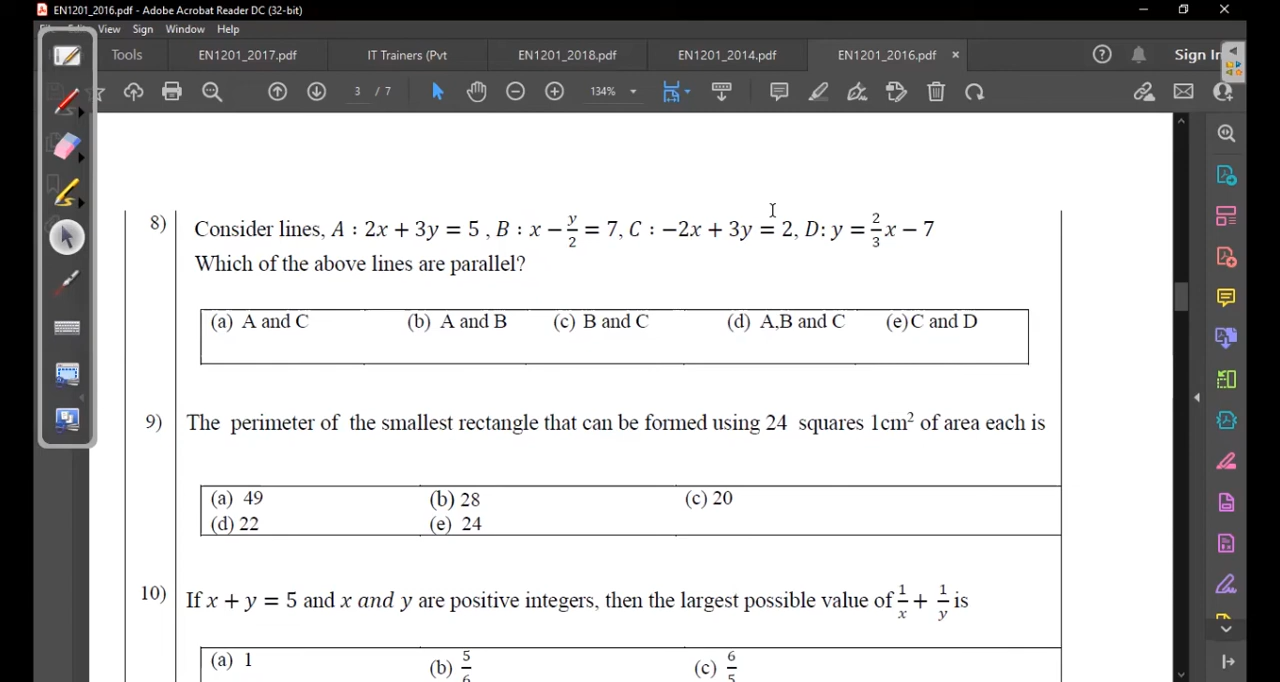 EN1201_2016.pdf - Adobe Acrobat Reader DC (32-bit)
File Edit View Sign Window Help
Tools EN1201_2017.pdf IT Trainers (Pvt EN1201_2018.pdf EN1201_2014.pdf EN1201_2016.pdf × Sign In
3 / 7 134%
8) Consider lines, A : 2x + 3y = 5 , B : x − y/2 = 7, C : −2x + 3y = 2, D: y = 2/3 x − 7
Which of the above lines are parallel?
(a) A and C (b) A and B (c) B and C (d) A,B and C (e)C and D
9) The perimeter of the smallest rectangle that can be formed using 24 squares 1cm² of area each is
(a) 49 (b) 28 (c) 20
(d) 22 (e) 24
10) If x + y = 5 and x and y are positive integers, then the largest possible value of 1/x + 1/y is
(a) 1 (b) 5/6 (c) 6/5